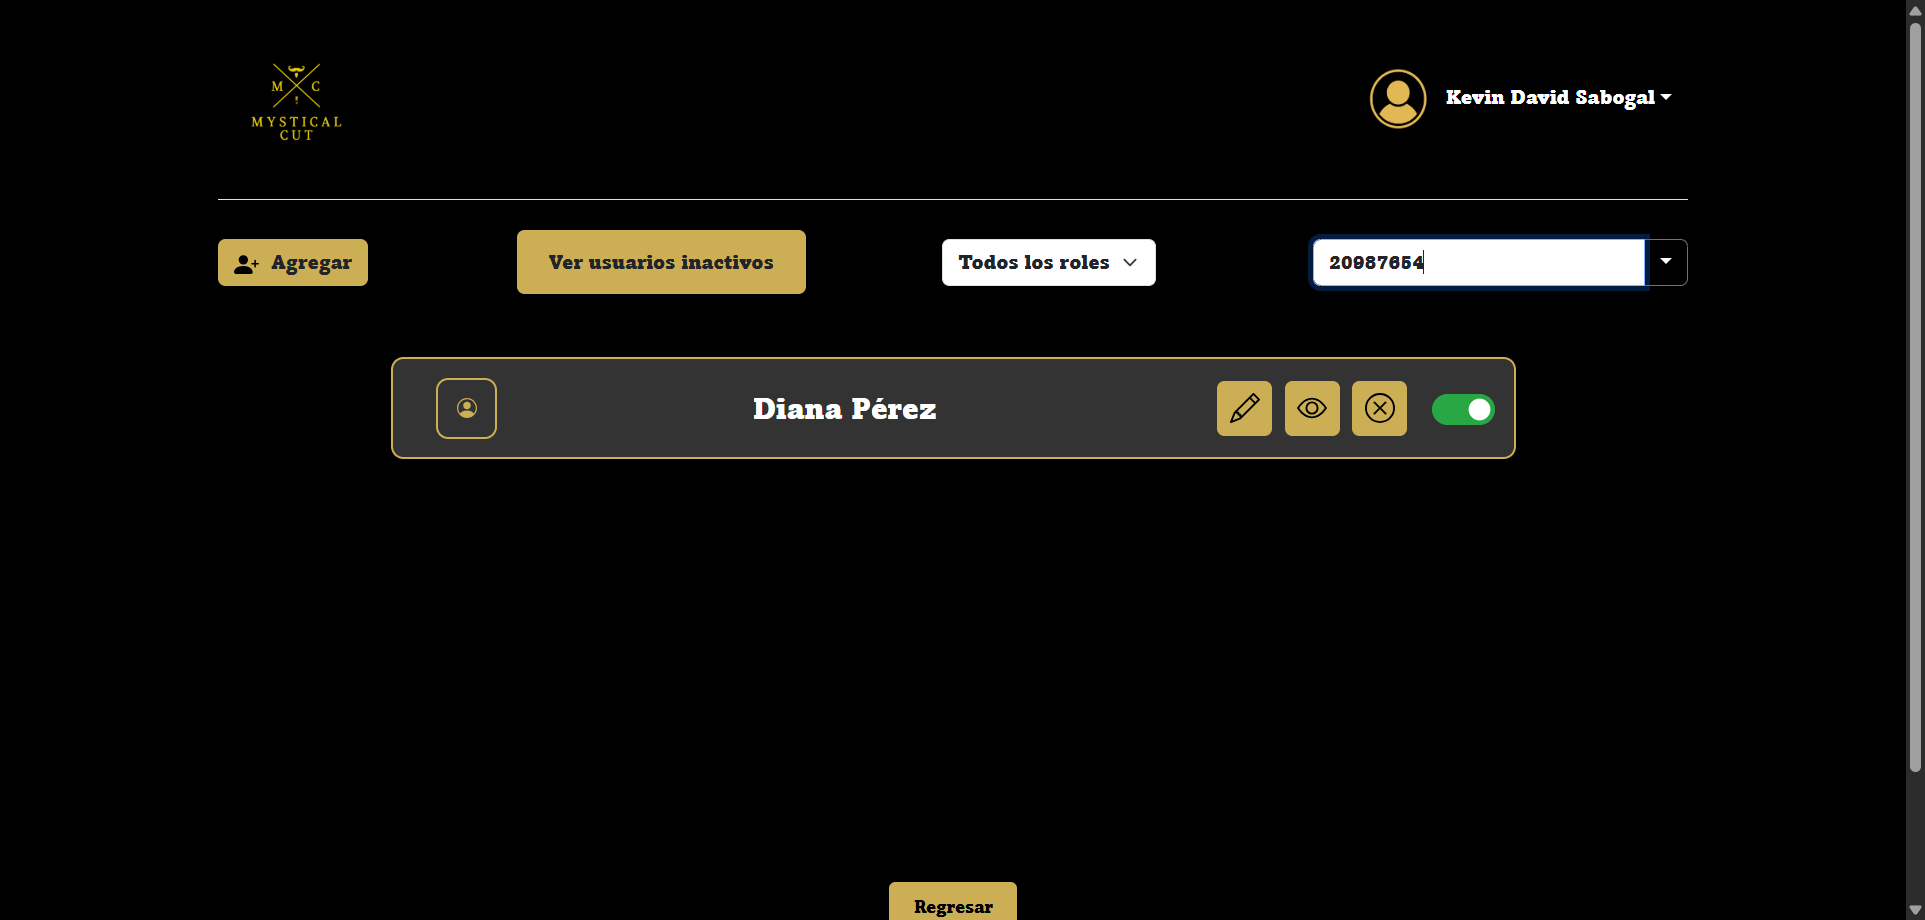 M C
MYSTICAL
CUT
Kevin David Sabogal
Agregar
Ver usuarios inactivos
Todos los roles
20987654
Diana Pérez
Regresar